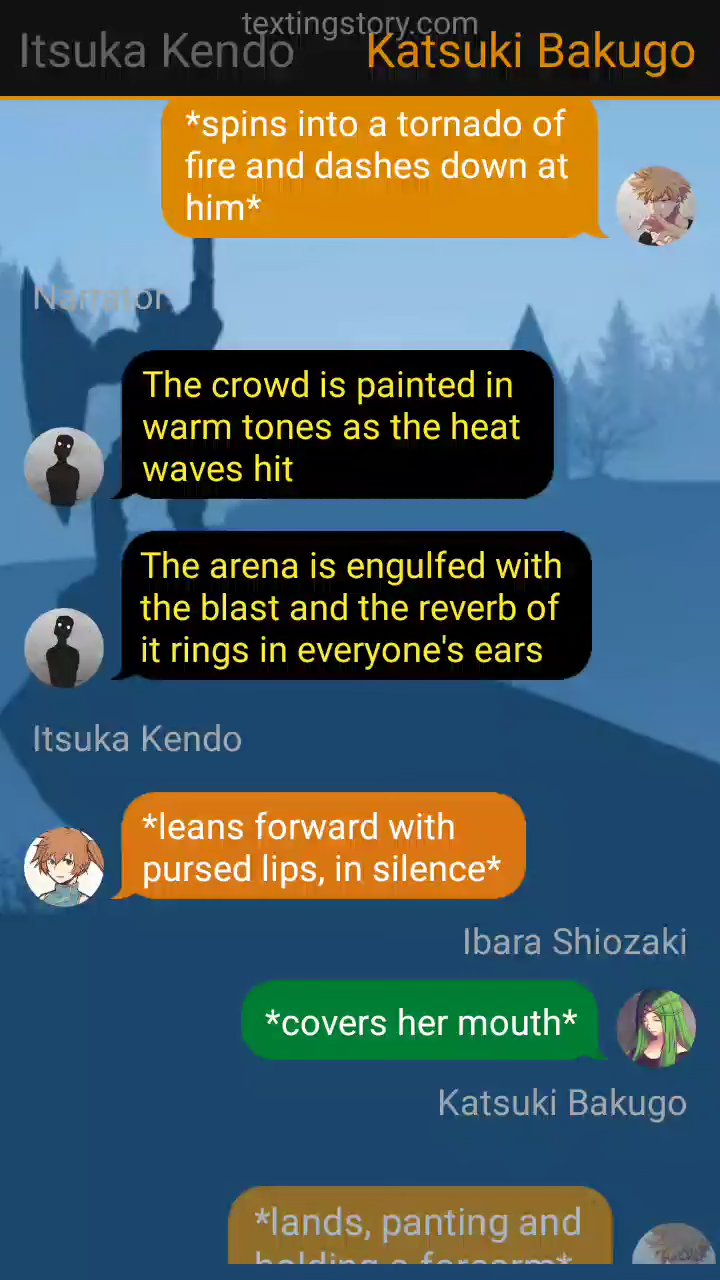 textingstory.com
Itsuka Kendo
Katsuki Bakugo
*spins into a tornado of
fire and dashes down at
him*
Narrator
The crowd is painted in
warm tones as the heat
waves hit
The arena is engulfed with
the blast and the reverb of
it rings in everyone's ears
Itsuka Kendo
*leans forward with
pursed lips, in silence*
Ibara Shiozaki
*covers her mouth*
Katsuki Bakugo
*lands, panting and
holding a forearm*